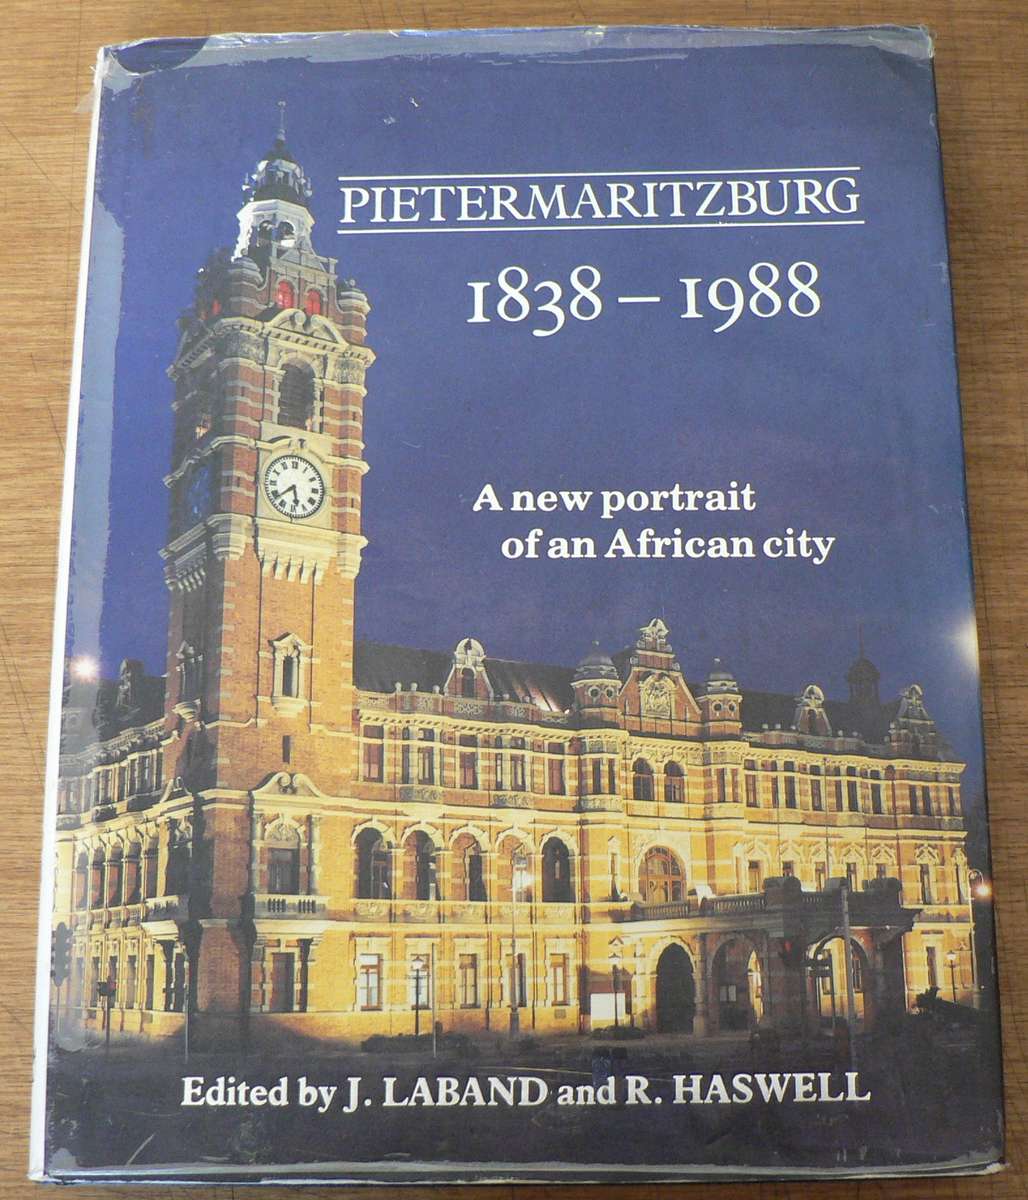 PIETERMARITZBURG
1838 – 1988
A new portrait
of an African city
Edited by J. LABAND and R. HASWELL